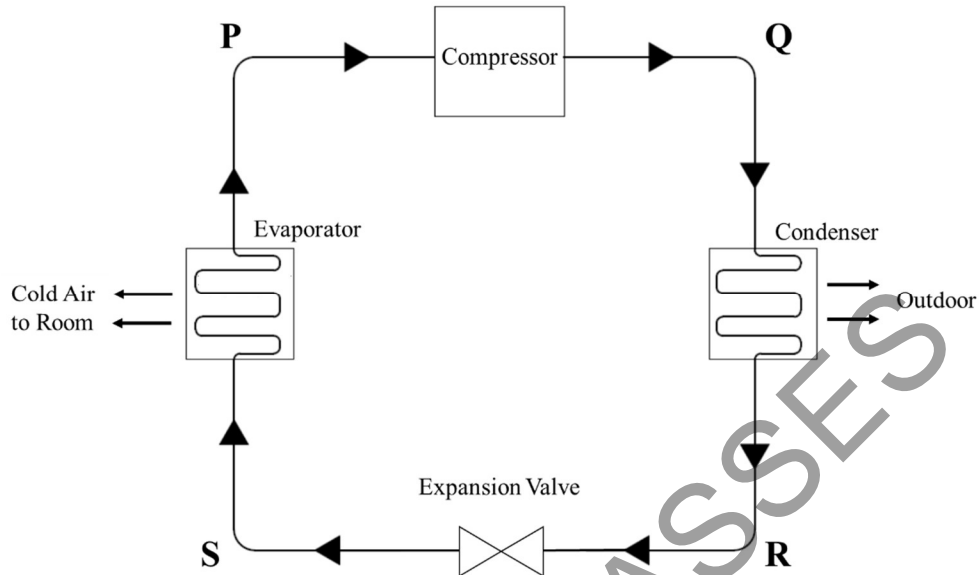 P
Compressor
Q
Evaporator
Condenser
Cold Air
to Room
Outdoor
Expansion Valve
S
R